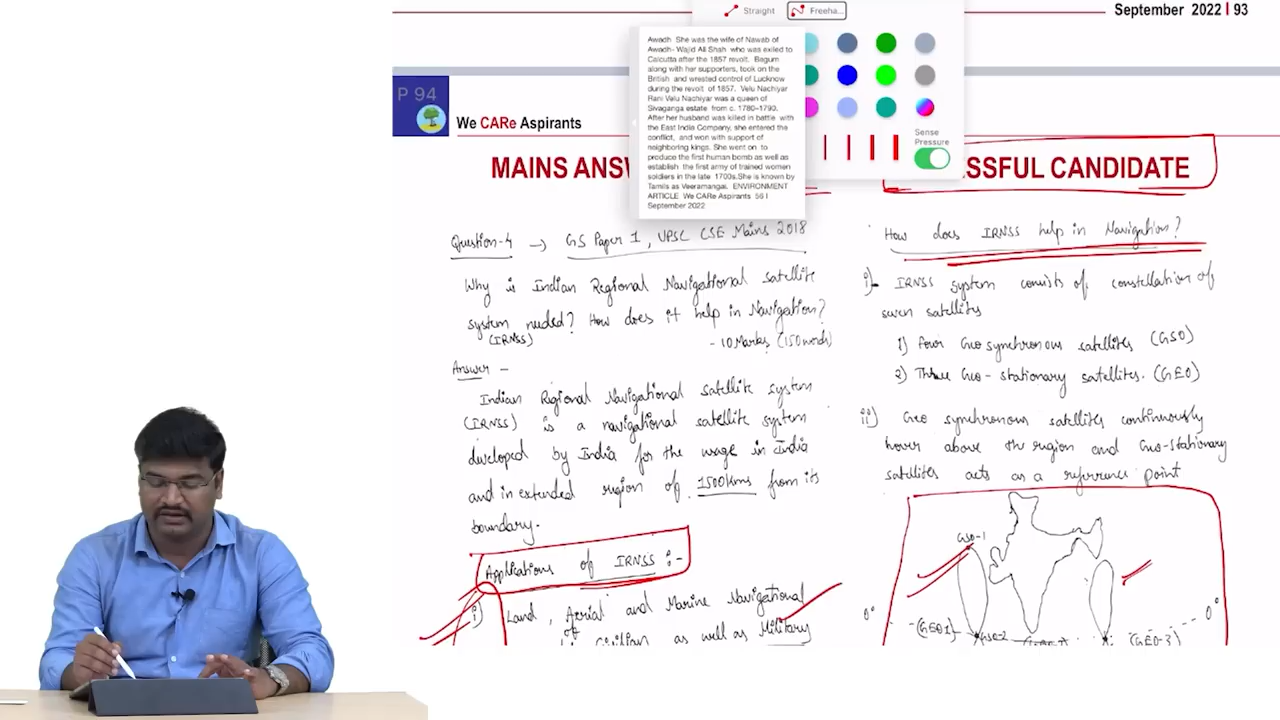 September 2022 | 93
Straight
Freeha...
Sense
Pressure
Awadh She was the wife of Nawab of
Awadh- Wajid Ali Shah who was exiled to
Calcutta after the 1857 revolt. Bagum
along with her supporters, took on the
British and wrested control of Lucknow
during the revolt of 1857. Velu Nachiyar
Rani Velu Nachiyar was a queen of
Sivaganga estate from c. 1780–1790.
After her husband was killed in battle with
the East India Company, she entered the
conflict, and won with support of
neighboring kings. She went on to
produce the first human bomb as well as
establish the first army of trained women
soldiers in the late 1700s.She is known by
Tamils as Veeramangai. ENVIRONMENT
ARTICLE We CARe Aspirants 56 I
September 2022
P 94
We CARe Aspirants
MAINS ANS
SSFUL CANDIDATE
Question-4 → GS Paper 1, UPSC CSE Mains 2018
Why is Indian Regional Navigational satellite
system needed? How does it help in Navigation?
(IRNSS)
- 10 Marks (150 words)
Answer -
Indian Rigional Navigational satellite system
(IRNSS) is a navigational satellite system
developed by India for the usage in India
and in extended region of 1500kms from its
boundary.
Applications of IRNSS :-
i) Land, Aerial and Marine Navigational
of
civilian as well as Military
How does IRNSS help in Navigation?
i) IRNSS system consists of constellation of
seven satellites
1) Four Geo synchronous satellites (GSO)
2) Three Geo-stationary satellites. (GEO)
ii) Geo synchronous satellites continuously
hover above the region and Geo-stationary
satellites acts as a reference point
GSO-1
0°
0°
(GEO1)
GSO-2
(GEO-3)